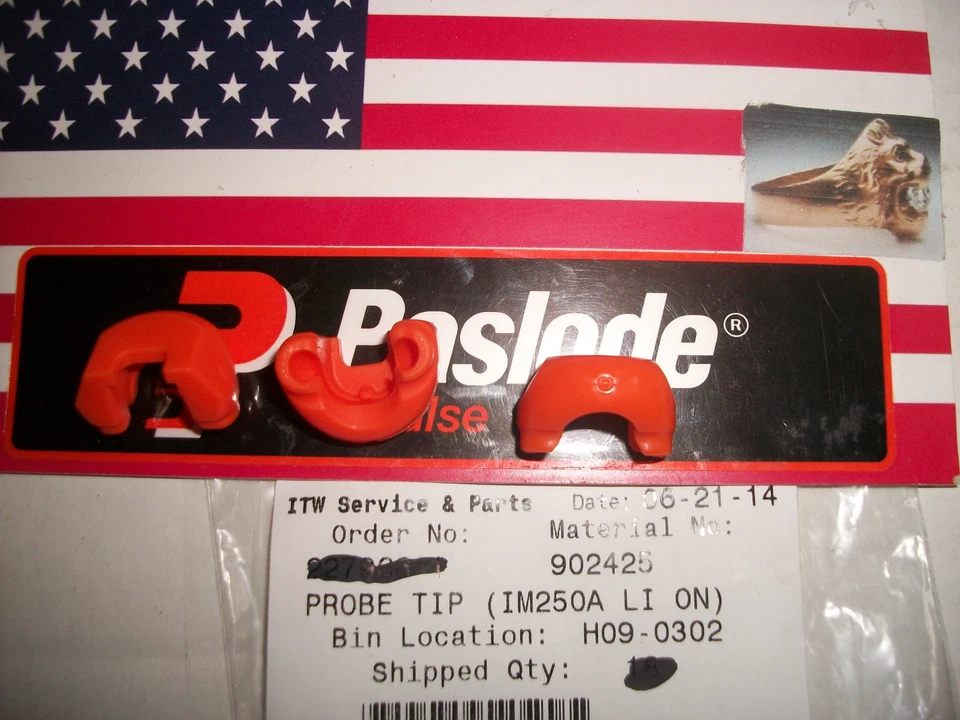 Paslode®
ulse
ITW Service & Parts Date: 06-21-14
Order No: Material No:
902425
PROBE TIP (IM250A LI ON)
Bin Location: H09-0302
Shipped Qty: 18